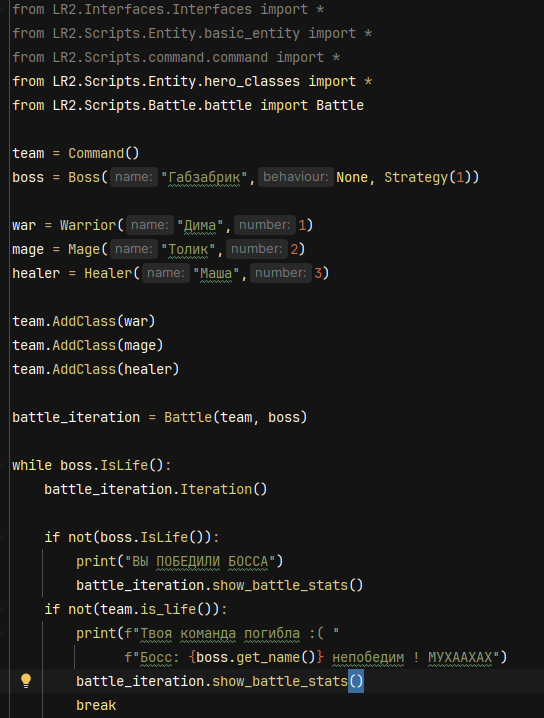 from LR2.Interfaces.Interfaces import *
from LR2.Scripts.Entity.basic_entity import *
from LR2.Scripts.command.command import *
from LR2.Scripts.Entity.hero_classes import *
from LR2.Scripts.Battle.battle import Battle
team = Command()
boss = Boss( name: "Габзабрик", behaviour: None, Strategy(1))
war = Warrior( name: "Дима", number: 1)
mage = Mage( name: "Толик", number: 2)
healer = Healer( name: "Маша", number: 3)
team.AddClass(war)
team.AddClass(mage)
team.AddClass(healer)
battle_iteration = Battle(team, boss)
while boss.IsLife():
    battle_iteration.Iteration()
    if not(boss.IsLife()):
        print("ВЫ ПОБЕДИЛИ БОССА")
        battle_iteration.show_battle_stats()
    if not(team.is_life()):
        print(f"Твоя команда погибла :( "
              f"Босс: {boss.get_name()} непобедим ! МУХААХАХ")
        battle_iteration.show_battle_stats()
        break